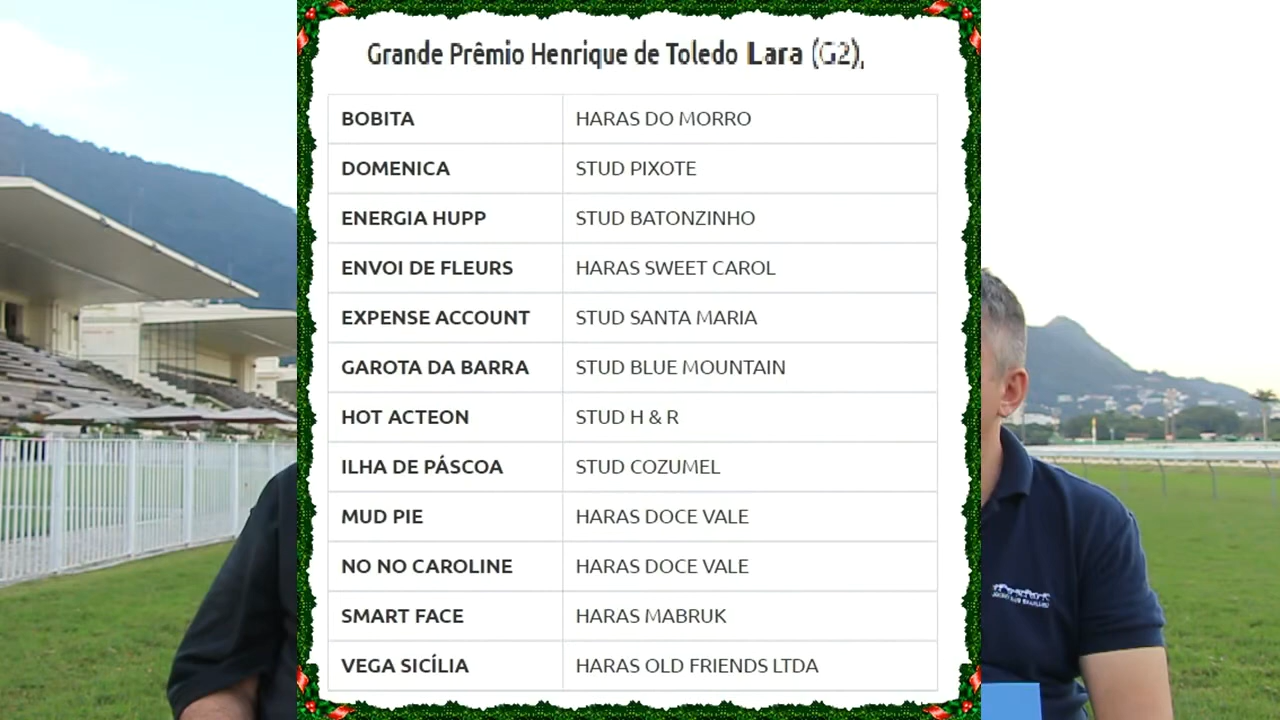 Grande Prêmio Henrique de Toledo Lara (G2),
BOBITA HARAS DO MORRO
DOMENICA STUD PIXOTE
ENERGIA HUPP STUD BATONZINHO
ENVOI DE FLEURS HARAS SWEET CAROL
EXPENSE ACCOUNT STUD SANTA MARIA
GAROTA DA BARRA STUD BLUE MOUNTAIN
HOT ACTEON STUD H & R
ILHA DE PÁSCOA STUD COZUMEL
MUD PIE HARAS DOCE VALE
NO NO CAROLINE HARAS DOCE VALE
SMART FACE HARAS MABRUK
VEGA SICÍLIA HARAS OLD FRIENDS LTDA